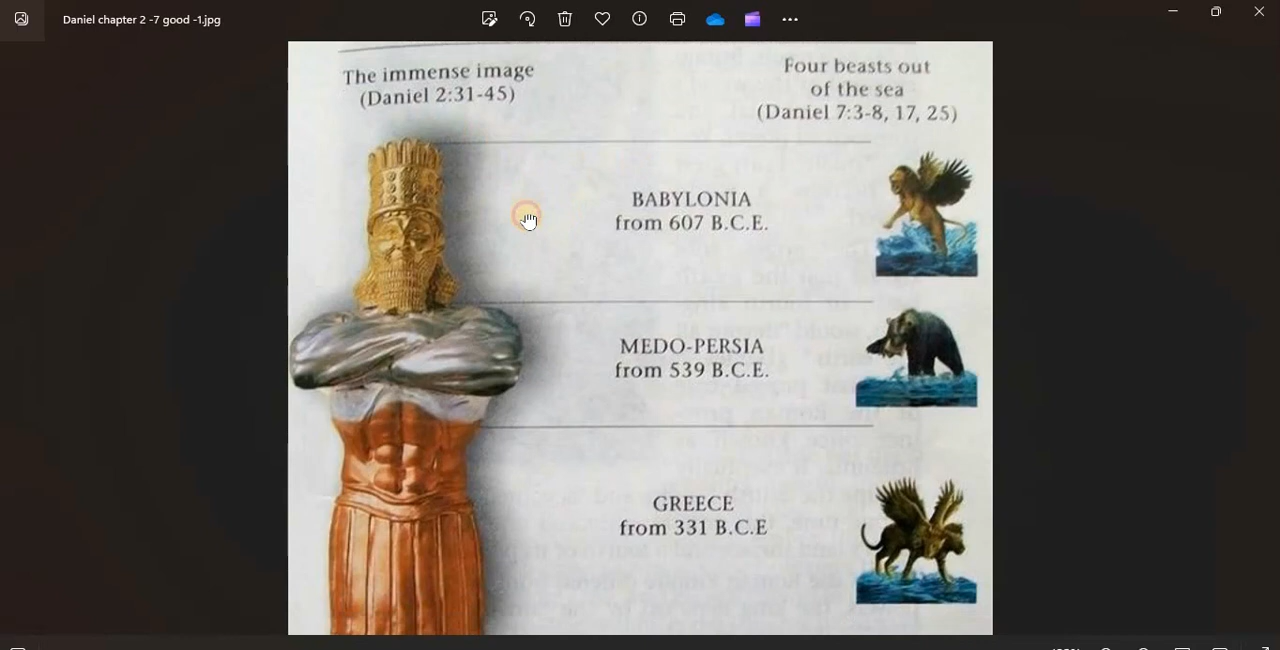 Daniel chapter 2 -7 good -1.jpg
The immense image
(Daniel 2:31-45)
Four beasts out
of the sea
(Daniel 7:3-8, 17, 25)
BABYLONIA
from 607 B.C.E.
MEDO-PERSIA
from 539 B.C.E.
GREECE
from 331 B.C.E